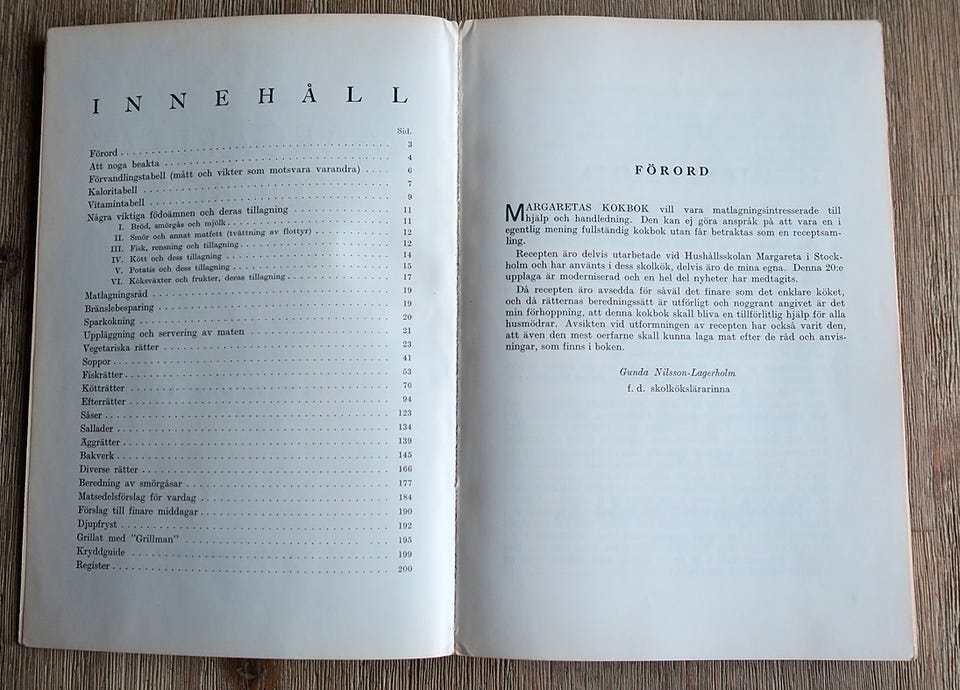 INNEHÅLL
Sid.
Förord 3
Att noga beakta 4
Förvandlingstabell (mått och vikter som motsvara varandra) 6
Kaloritabell 7
Vitamintabell 9
Några viktiga födoämnen och deras tillagning 11
I. Bröd, smörgås och mjölk 11
II. Smör och annat matfett (tvättning av flottyr) 12
III. Fisk, rensning och tillagning 12
IV. Kött och dess tillagning 14
V. Potatis och dess tillagning 15
VI. Köksväxter och frukter, deras tillagning 17
Matlagningsråd 19
Bränslebesparing 19
Sparkokning 20
Uppläggning och servering av maten 21
Vegetariska rätter 23
Soppor 41
Fiskrätter 53
Kötträtter 70
Efterrätter 94
Såser 123
Sallader 134
Äggrätter 139
Bakverk 145
Diverse rätter 166
Beredning av smörgåsar 177
Matsedelsförslag för vardag 184
Förslag till finare middagar 190
Djupfryst 192
Grillat med "Grillman" 195
Kryddguide 199
Register 200
FÖRORD
MARGARETAS KOKBOK vill vara matlagningsintresserade till
hjälp och handledning. Den kan ej göra anspråk på att vara en i
egentlig mening fullständig kokbok utan får betraktas som en receptsam-
ling.
Recepten äro delvis utarbetade vid Hushållsskolan Margareta i Stock-
holm och har använts i dess skolkök, delvis äro de mina egna. Denna 20:e
upplaga är moderniserad och en hel del nyheter har medtagits.
Då recepten äro avsedda för såväl det finare som det enklare köket,
och då rätternas beredningssätt är utförligt och noggrant angivet är det
min förhoppning, att denna kokbok skall bliva en tillförlitlig hjälp för alla
husmödrar. Avsikten vid utformningen av recepten har också varit den,
att även den mest oerfarne skall kunna laga mat efter de råd och anvis-
ningar, som finns i boken.
Gunda Nilsson-Lagerholm
f. d. skolkökslärarinna